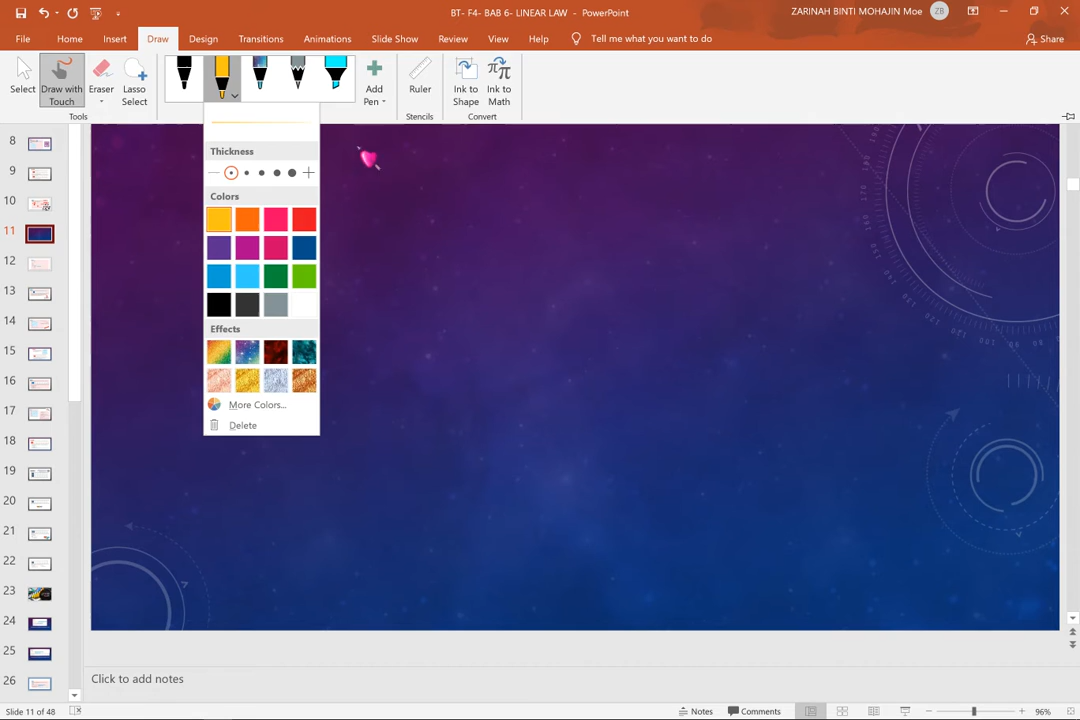 BT- F4- BAB 6- LINEAR LAW - PowerPoint
ZARINAH BINTI MOHAJIN Moe
ZB
File Home Insert Draw Design Transitions Animations Slide Show Review View Help Tell me what you want to do Share
Select
Draw with Touch
Eraser
Lasso Select
Add Pen
Ruler
Ink to Shape
Ink to Math
Tools
Stencils
Convert
Thickness
Colors
Effects
More Colors...
Delete
8
9
10
11
12
13
14
15
16
17
18
19
20
21
22
23
24
25
26
Click to add notes
Slide 11 of 48
Notes
Comments
96%